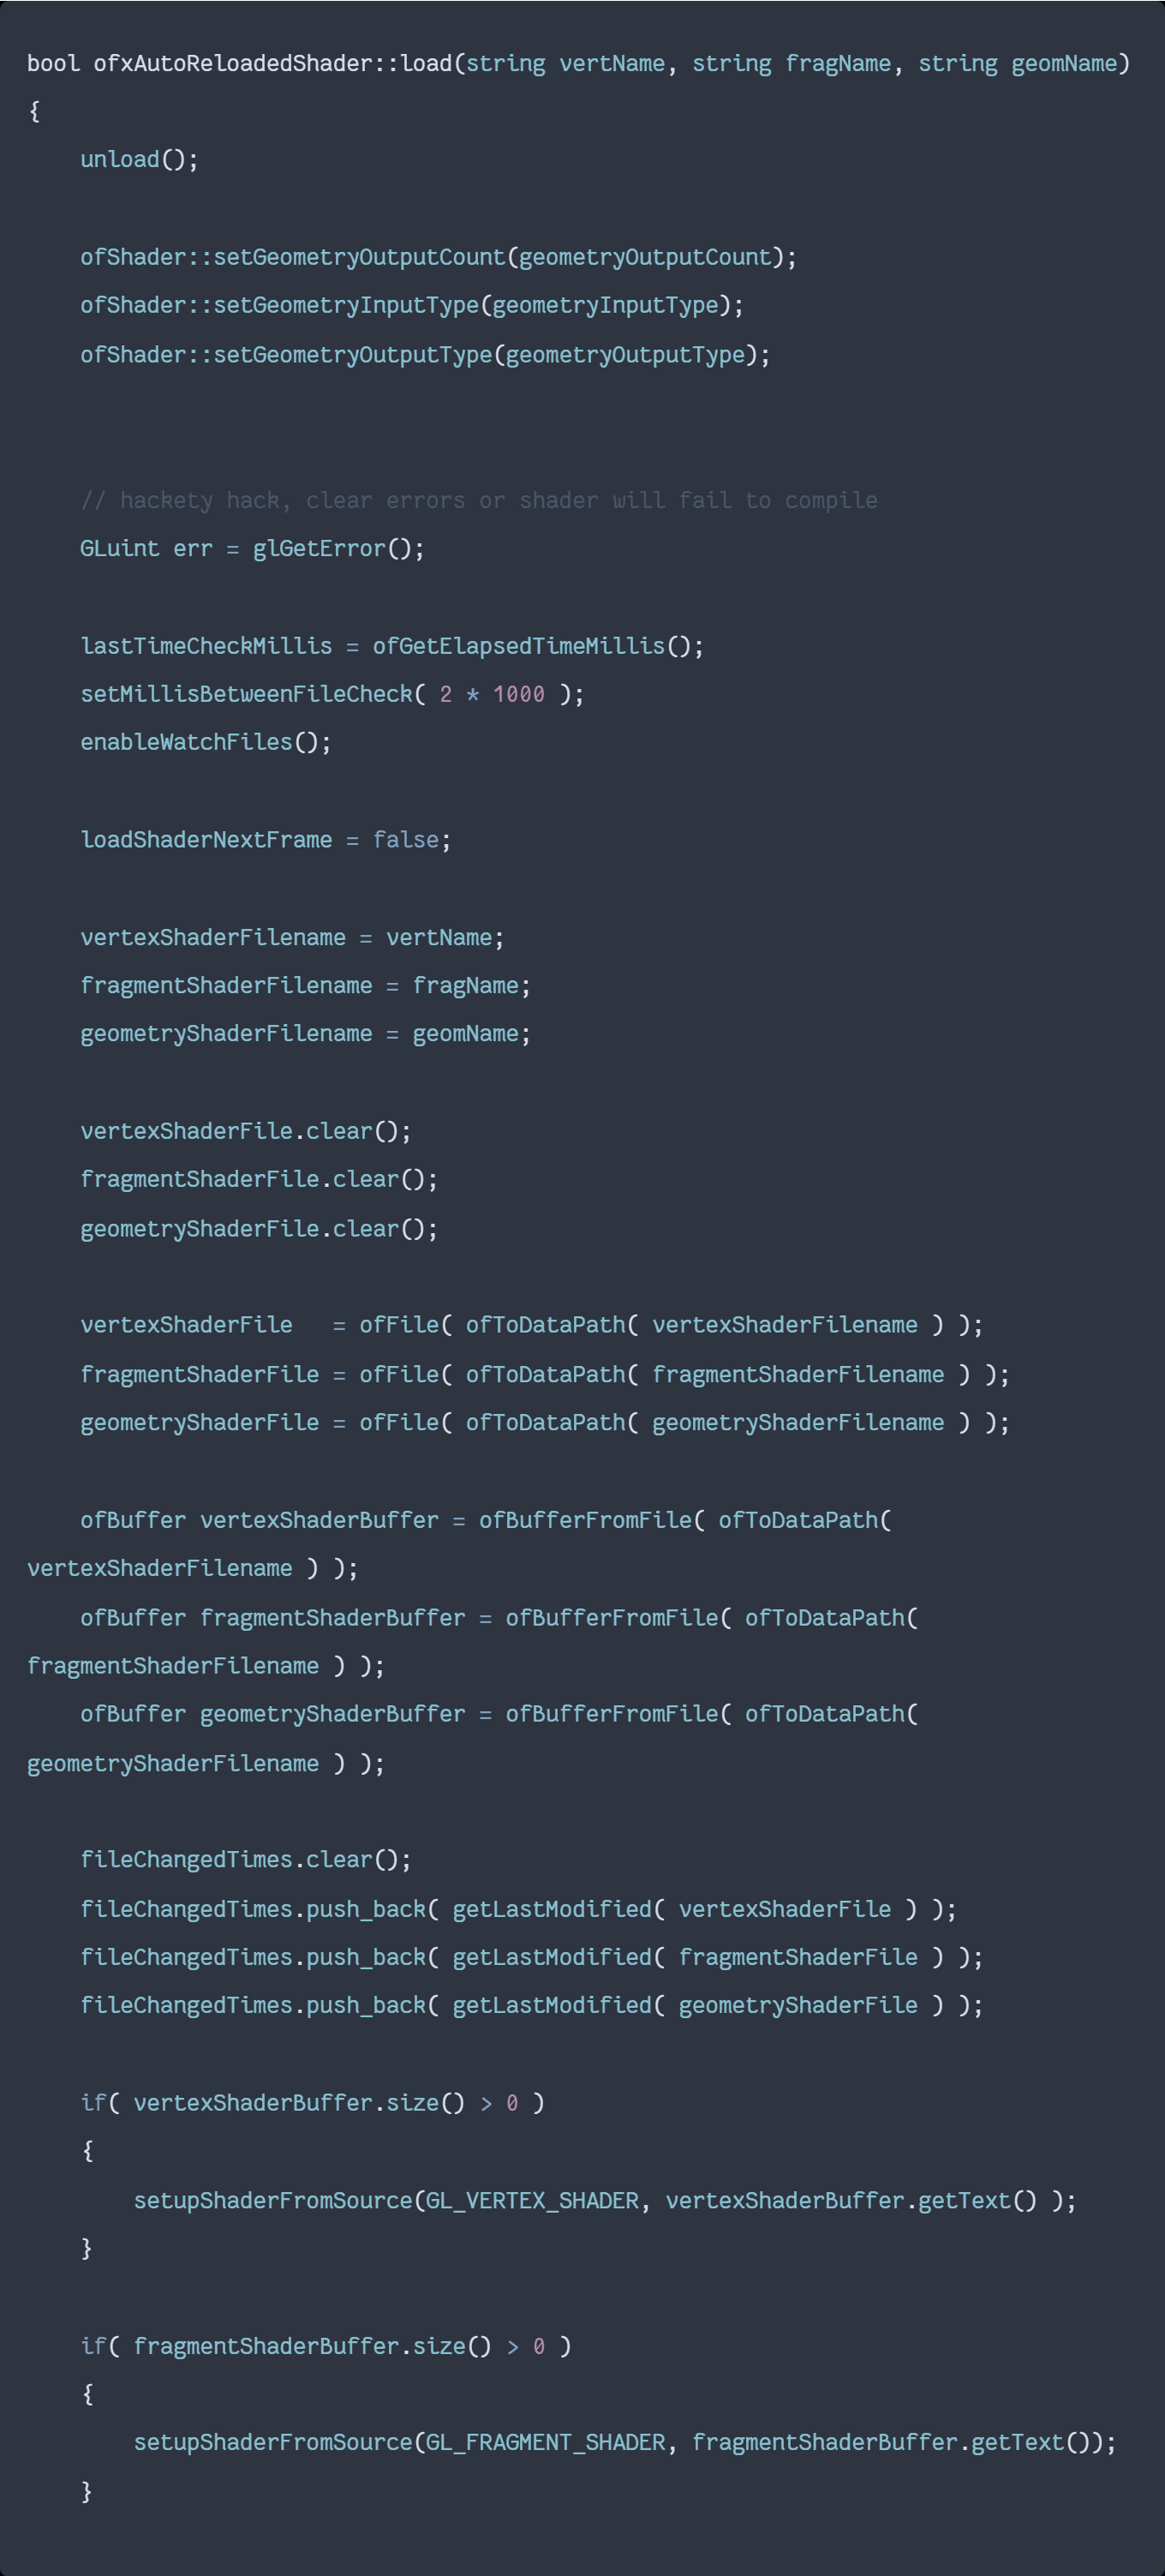 bool ofxAutoReloadedShader::load(string vertName, string fragName, string geomName)
{
    unload();

    ofShader::setGeometryOutputCount(geometryOutputCount);
    ofShader::setGeometryInputType(geometryInputType);
    ofShader::setGeometryOutputType(geometryOutputType);


    // hackety hack, clear errors or shader will fail to compile
    GLuint err = glGetError();

    lastTimeCheckMillis = ofGetElapsedTimeMillis();
    setMillisBetweenFileCheck( 2 * 1000 );
    enableWatchFiles();

    loadShaderNextFrame = false;

    vertexShaderFilename = vertName;
    fragmentShaderFilename = fragName;
    geometryShaderFilename = geomName;

    vertexShaderFile.clear();
    fragmentShaderFile.clear();
    geometryShaderFile.clear();

    vertexShaderFile   = ofFile( ofToDataPath( vertexShaderFilename ) );
    fragmentShaderFile = ofFile( ofToDataPath( fragmentShaderFilename ) );
    geometryShaderFile = ofFile( ofToDataPath( geometryShaderFilename ) );

    ofBuffer vertexShaderBuffer = ofBufferFromFile( ofToDataPath(
vertexShaderFilename ) );
    ofBuffer fragmentShaderBuffer = ofBufferFromFile( ofToDataPath(
fragmentShaderFilename ) );
    ofBuffer geometryShaderBuffer = ofBufferFromFile( ofToDataPath(
geometryShaderFilename ) );

    fileChangedTimes.clear();
    fileChangedTimes.push_back( getLastModified( vertexShaderFile ) );
    fileChangedTimes.push_back( getLastModified( fragmentShaderFile ) );
    fileChangedTimes.push_back( getLastModified( geometryShaderFile ) );

    if( vertexShaderBuffer.size() > 0 )
    {
        setupShaderFromSource(GL_VERTEX_SHADER, vertexShaderBuffer.getText() );
    }

    if( fragmentShaderBuffer.size() > 0 )
    {
        setupShaderFromSource(GL_FRAGMENT_SHADER, fragmentShaderBuffer.getText());
    }